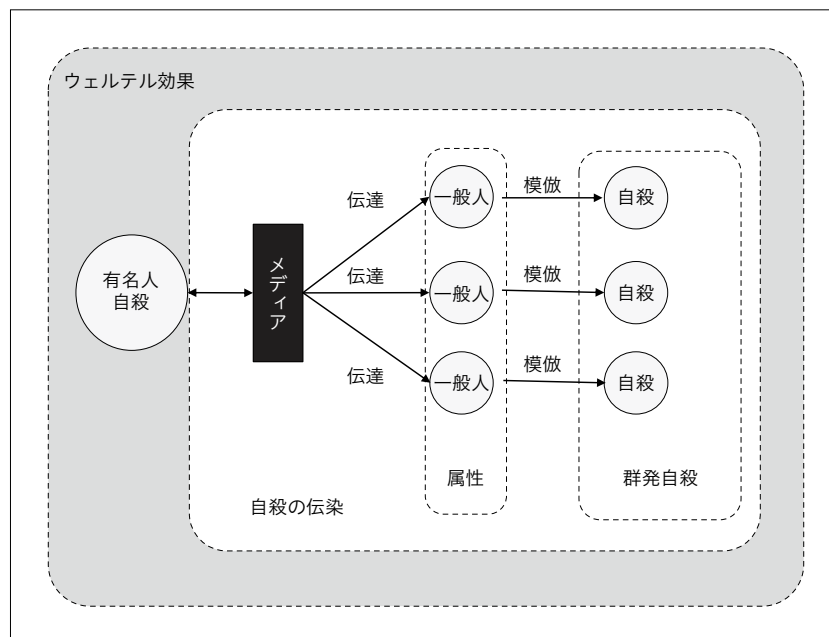 ウェルテル効果
有名人
自殺
メディア
伝達
一般人
模倣
自殺
伝達
一般人
模倣
自殺
伝達
一般人
模倣
自殺
属性
群発自殺
自殺の伝染